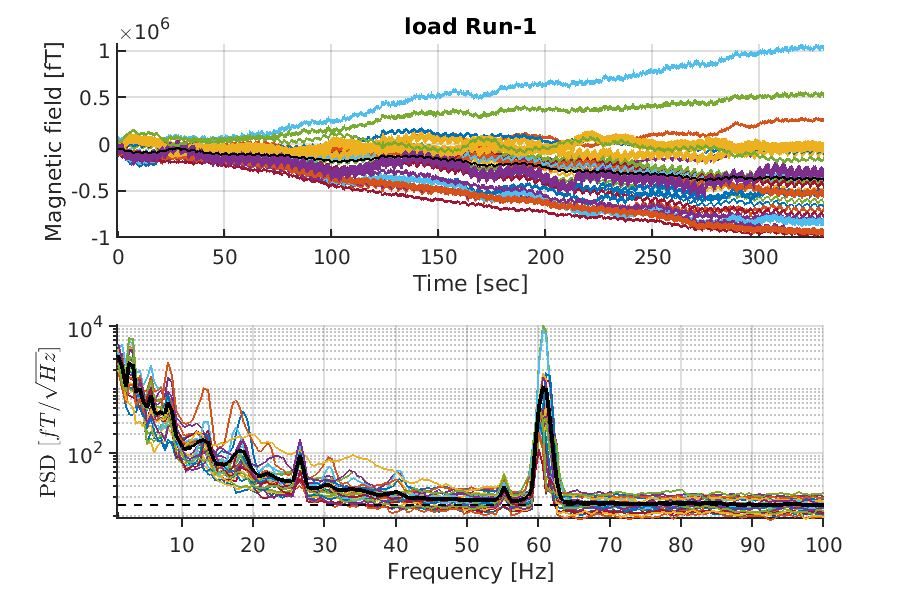 load Run-1
×10^6
Magnetic field [fT]
1
0.5
0
-0.5
-1
0 50 100 150 200 250 300
Time [sec]
PSD [fT/√Hz]
10^4
10^2
10 20 30 40 50 60 70 80 90 100
Frequency [Hz]